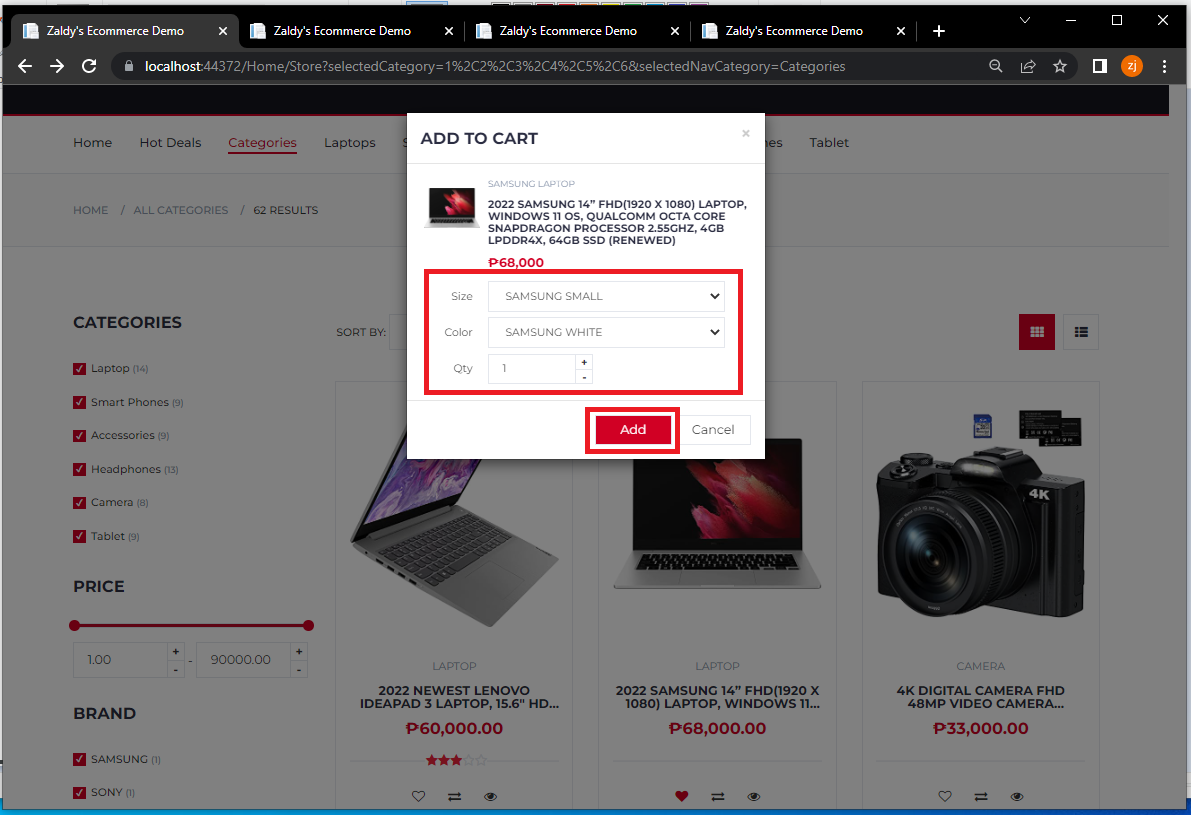 Zaldy's Ecommerce Demo
Zaldy's Ecommerce Demo
Zaldy's Ecommerce Demo
Zaldy's Ecommerce Demo
localhost:44372/Home/Store?selectedCategory=1%2C2%2C3%2C4%2C5%2C6&selectedNavCategory=Categories
zj
Home Hot Deals Categories Laptops Tablet
HOME / ALL CATEGORIES / 62 RESULTS
ADD TO CART
×
SAMSUNG LAPTOP
2022 SAMSUNG 14” FHD(1920 X 1080) LAPTOP,
WINDOWS 11 OS, QUALCOMM OCTA CORE
SNAPDRAGON PROCESSOR 2.55GHZ, 4GB
LPDDR4X, 64GB SSD (RENEWED)
₱68,000
Size SAMSUNG SMALL
Color SAMSUNG WHITE
Qty 1 + -
Add Cancel
CATEGORIES
Laptop (14)
Smart Phones (9)
Accessories (9)
Headphones (13)
Camera (8)
Tablet (9)
PRICE
1.00 + - - 90000.00 + -
BRAND
SAMSUNG (1)
SONY (1)
SORT BY:
LAPTOP
2022 NEWEST LENOVO
IDEAPAD 3 LAPTOP, 15.6" HD...
₱60,000.00
LAPTOP
2022 SAMSUNG 14” FHD(1920 X
1080) LAPTOP, WINDOWS 11...
₱68,000.00
4K
CAMERA
4K DIGITAL CAMERA FHD
48MP VIDEO CAMERA...
₱33,000.00